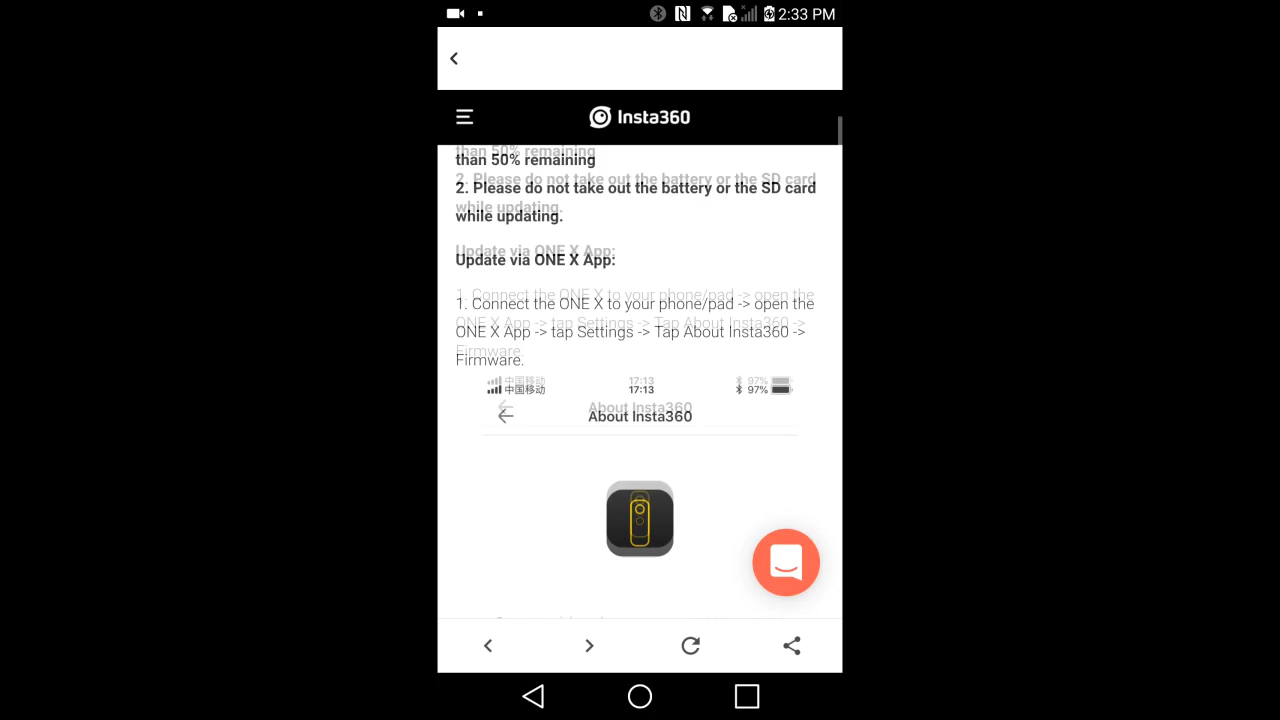 2:33 PM
Insta360
than 50% remaining
2. Please do not take out the battery or the SD card
while updating.
Update via ONE X App:
1. Connect the ONE X to your phone/pad -> open the
ONE X App -> tap Settings -> Tap About Insta360 ->
Firmware.
中国移动 17:13 97%
About Insta360